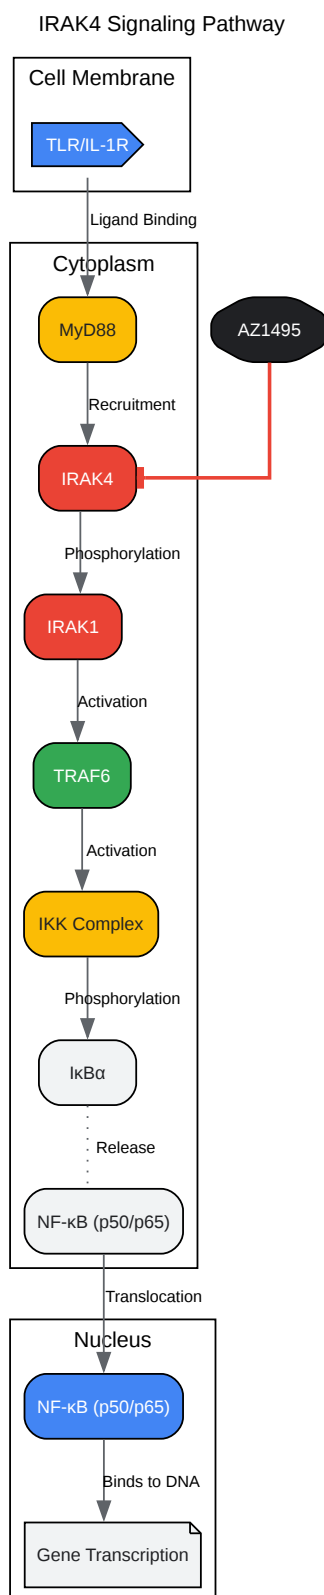 IRAK4 Signaling Pathway
Cell Membrane
TLR/IL-1R
Ligand Binding
Cytoplasm
MyD88
AZ1495
Recruitment
IRAK4
Phosphorylation
IRAK1
Activation
TRAF6
Activation
IKK Complex
Phosphorylation
IκBα
Release
NF-κB (p50/p65)
Translocation
Nucleus
NF-κB (p50/p65)
Binds to DNA
Gene Transcription